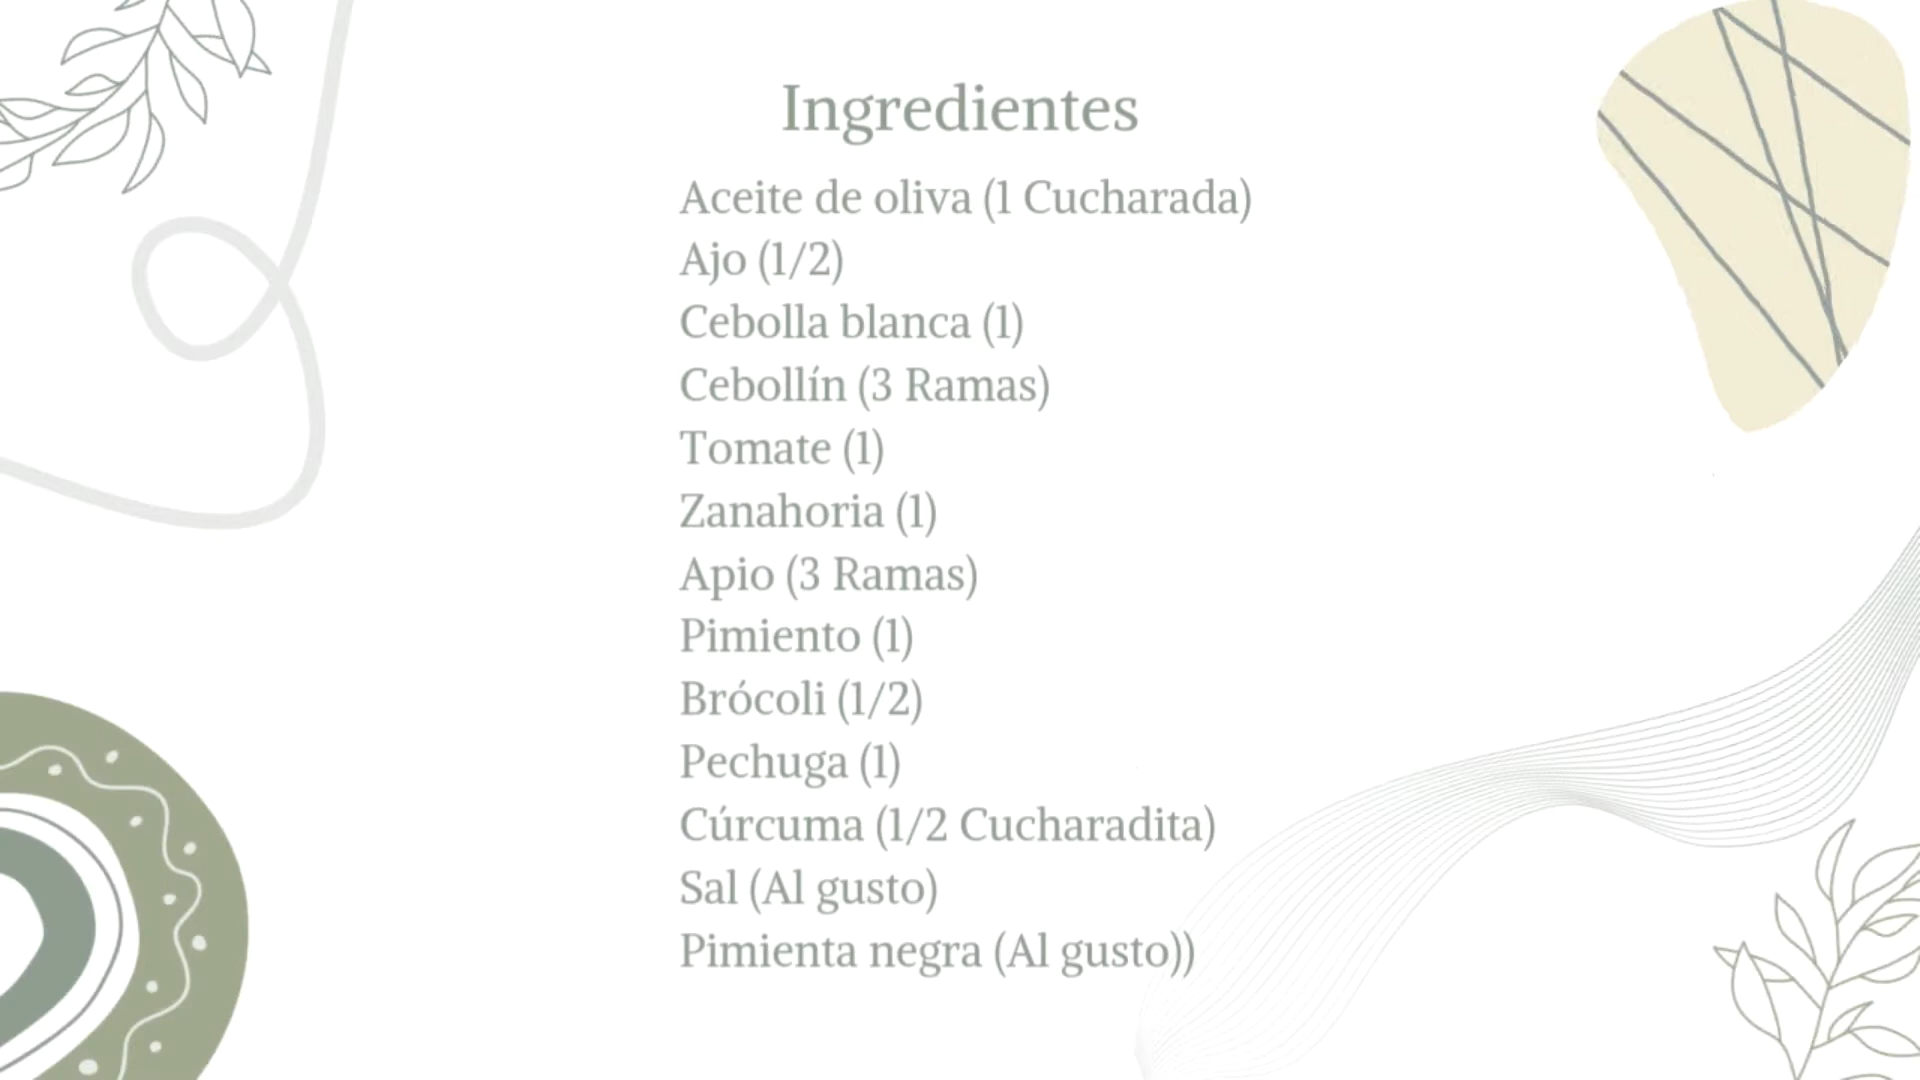 Ingredientes
Aceite de oliva (1 Cucharada)
Ajo (1/2)
Cebolla blanca (1)
Cebollín (3 Ramas)
Tomate (1)
Zanahoria (1)
Apio (3 Ramas)
Pimiento (1)
Brócoli (1/2)
Pechuga (1)
Cúrcuma (1/2 Cucharadita)
Sal (Al gusto)
Pimienta negra (Al gusto))